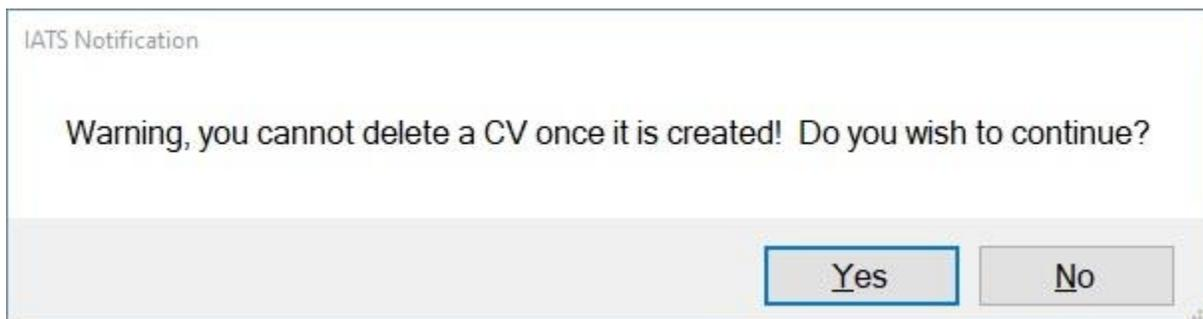 IATS Notification
Warning, you cannot delete a CV once it is created!  Do you wish to continue?
Yes
No